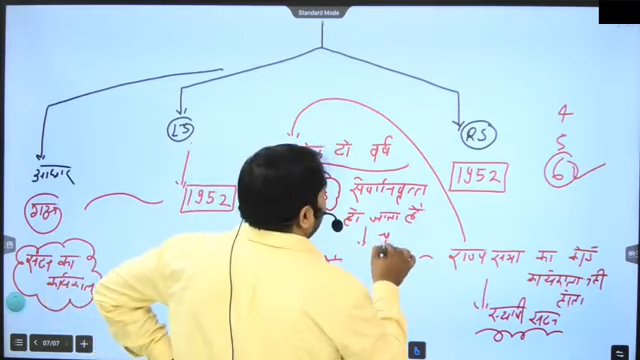 Standard Mode
LS
RS
4
5
6
दो वर्ष
आधार
1952
1952
सेवानिवृत्त
हो जाता है
राज्य सभा का कोई
कार्यकाल नहीं
होता
सदन का
कार्यकाल
स्थायी सदन
07/07